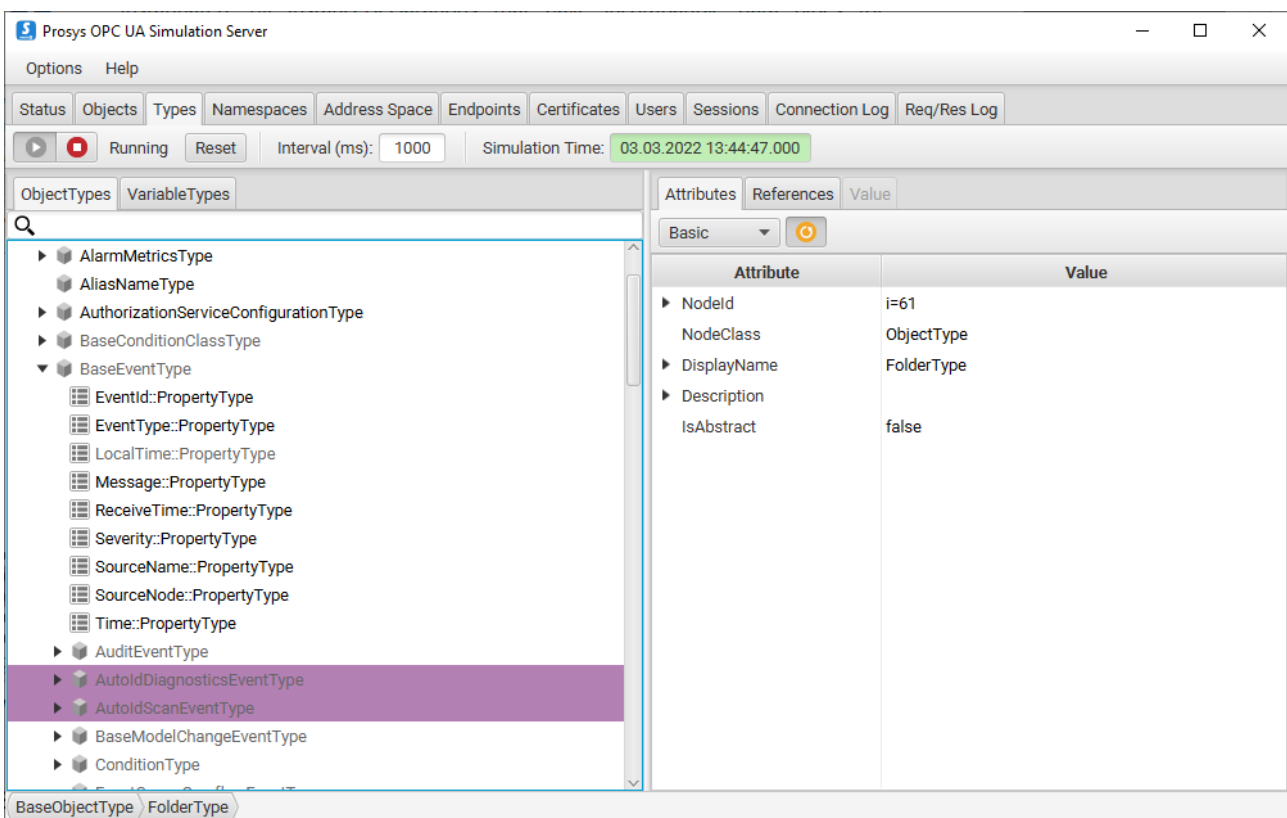 Prosys OPC UA Simulation Server
Options Help
Status Objects Types Namespaces Address Space Endpoints Certificates Users Sessions Connection Log Req/Res Log
Running Reset Interval (ms): 1000 Simulation Time: 03.03.2022 13:44:47.000
ObjectTypes VariableTypes
AlarmMetricsType
AliasNameType
AuthorizationServiceConfigurationType
BaseConditionClassType
BaseEventType
EventId::PropertyType
EventType::PropertyType
LocalTime::PropertyType
Message::PropertyType
ReceiveTime::PropertyType
Severity::PropertyType
SourceName::PropertyType
SourceNode::PropertyType
Time::PropertyType
AuditEventType
AutoIdDiagnosticsEventType
AutoIdScanEventType
BaseModelChangeEventType
ConditionType
Attributes References Value
Basic
Attribute Value
NodeId i=61
NodeClass ObjectType
DisplayName FolderType
Description
IsAbstract false
BaseObjectType FolderType